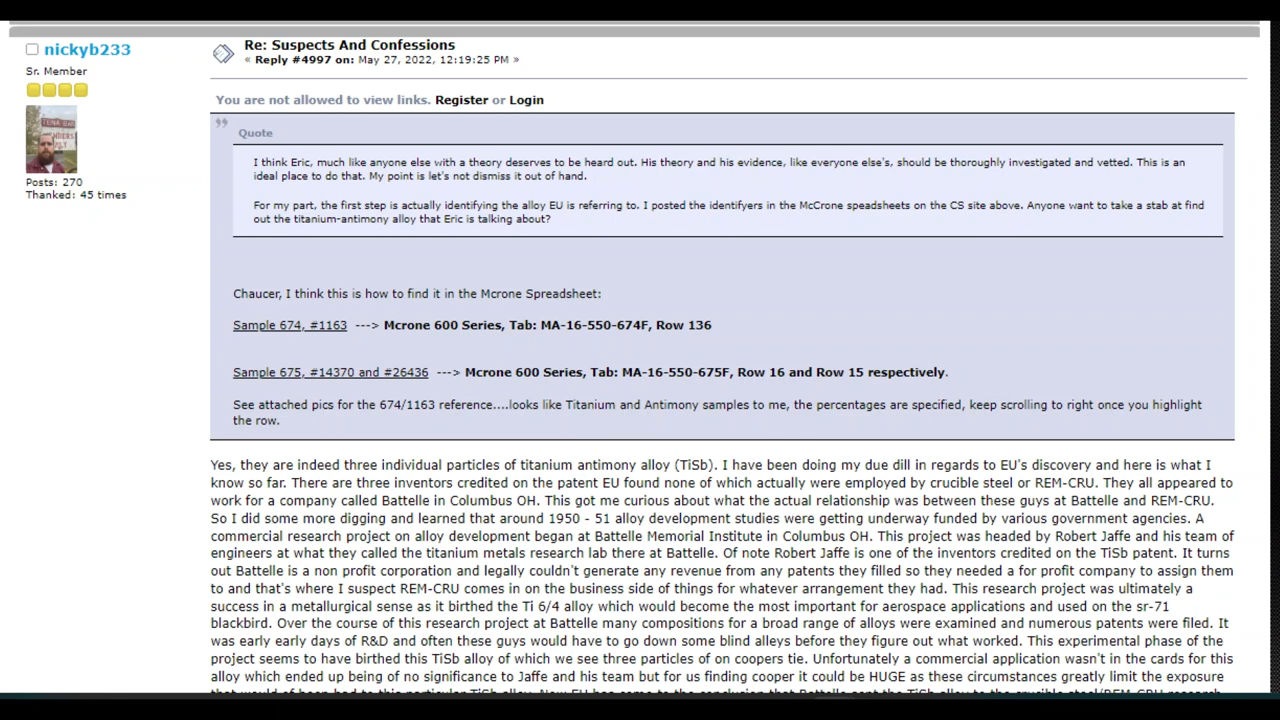 nickyb233
Sr. Member
Posts: 270
Thanked: 45 times
Re: Suspects And Confessions
« Reply #4997 on: May 27, 2022, 12:19:25 PM »
You are not allowed to view links. Register or Login
Quote
I think Eric, much like anyone else with a theory deserves to be heard out. His theory and his evidence, like everyone else's, should be thoroughly investigated and vetted. This is an
ideal place to do that. My point is let's not dismiss it out of hand.
For my part, the first step is actually identifying the alloy EU is referring to. I posted the identifyers in the McCrone speadsheets on the CS site above. Anyone want to take a stab at find
out the titanium-antimony alloy that Eric is talking about?
Chaucer, I think this is how to find it in the Mcrone Spreadsheet:
Sample 674, #1163 ---> Mcrone 600 Series, Tab: MA-16-550-674F, Row 136
Sample 675, #14370 and #26436 ---> Mcrone 600 Series, Tab: MA-16-550-675F, Row 16 and Row 15 respectively.
See attached pics for the 674/1163 reference....looks like Titanium and Antimony samples to me, the percentages are specified, keep scrolling to right once you highlight
the row.
Yes, they are indeed three individual particles of titanium antimony alloy (TiSb). I have been doing my due dill in regards to EU's discovery and here is what I
know so far. There are three inventors credited on the patent EU found none of which actually were employed by crucible steel or REM-CRU. They all appeared to
work for a company called Battelle in Columbus OH. This got me curious about what the actual relationship was between these guys at Battelle and REM-CRU.
So I did some more digging and learned that around 1950 - 51 alloy development studies were getting underway funded by various government agencies. A
commercial research project on alloy development began at Battelle Memorial Institute in Columbus OH. This project was headed by Robert Jaffe and his team of
engineers at what they called the titanium metals research lab there at Battelle. Of note Robert Jaffe is one of the inventors credited on the TiSb patent. It turns
out Battelle is a non profit corporation and legally couldn't generate any revenue from any patents they filled so they needed a for profit company to assign them
to and that's where I suspect REM-CRU comes in on the business side of things for whatever arrangement they had. This research project was ultimately a
success in a metallurgical sense as it birthed the Ti 6/4 alloy which would become the most important for aerospace applications and used on the sr-71
blackbird. Over the course of this research project at Battelle many compositions for a broad range of alloys were examined and numerous patents were filed. It
was early early days of R&D and often these guys would have to go down some blind alleys before they figure out what worked. This experimental phase of the
project seems to have birthed this TiSb alloy of which we see three particles of on coopers tie. Unfortunately a commercial application wasn't in the cards for this
alloy which ended up being of no significance to Jaffe and his team but for us finding cooper it could be HUGE as these circumstances greatly limit the exposure